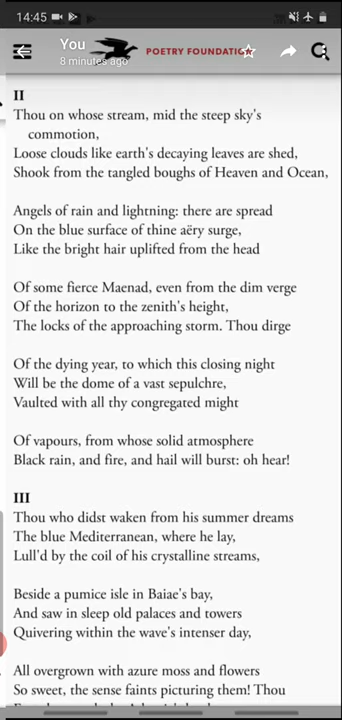 14:45
You
8 minutes ago
POETRY FOUNDATION
II
Thou on whose stream, mid the steep sky's
commotion,
Loose clouds like earth's decaying leaves are shed,
Shook from the tangled boughs of Heaven and Ocean,
Angels of rain and lightning: there are spread
On the blue surface of thine aëry surge,
Like the bright hair uplifted from the head
Of some fierce Maenad, even from the dim verge
Of the horizon to the zenith's height,
The locks of the approaching storm. Thou dirge
Of the dying year, to which this closing night
Will be the dome of a vast sepulchre,
Vaulted with all thy congregated might
Of vapours, from whose solid atmosphere
Black rain, and fire, and hail will burst: oh hear!
III
Thou who didst waken from his summer dreams
The blue Mediterranean, where he lay,
Lull'd by the coil of his crystalline streams,
Beside a pumice isle in Baiae's bay,
And saw in sleep old palaces and towers
Quivering within the wave's intenser day,
All overgrown with azure moss and flowers
So sweet, the sense faints picturing them! Thou